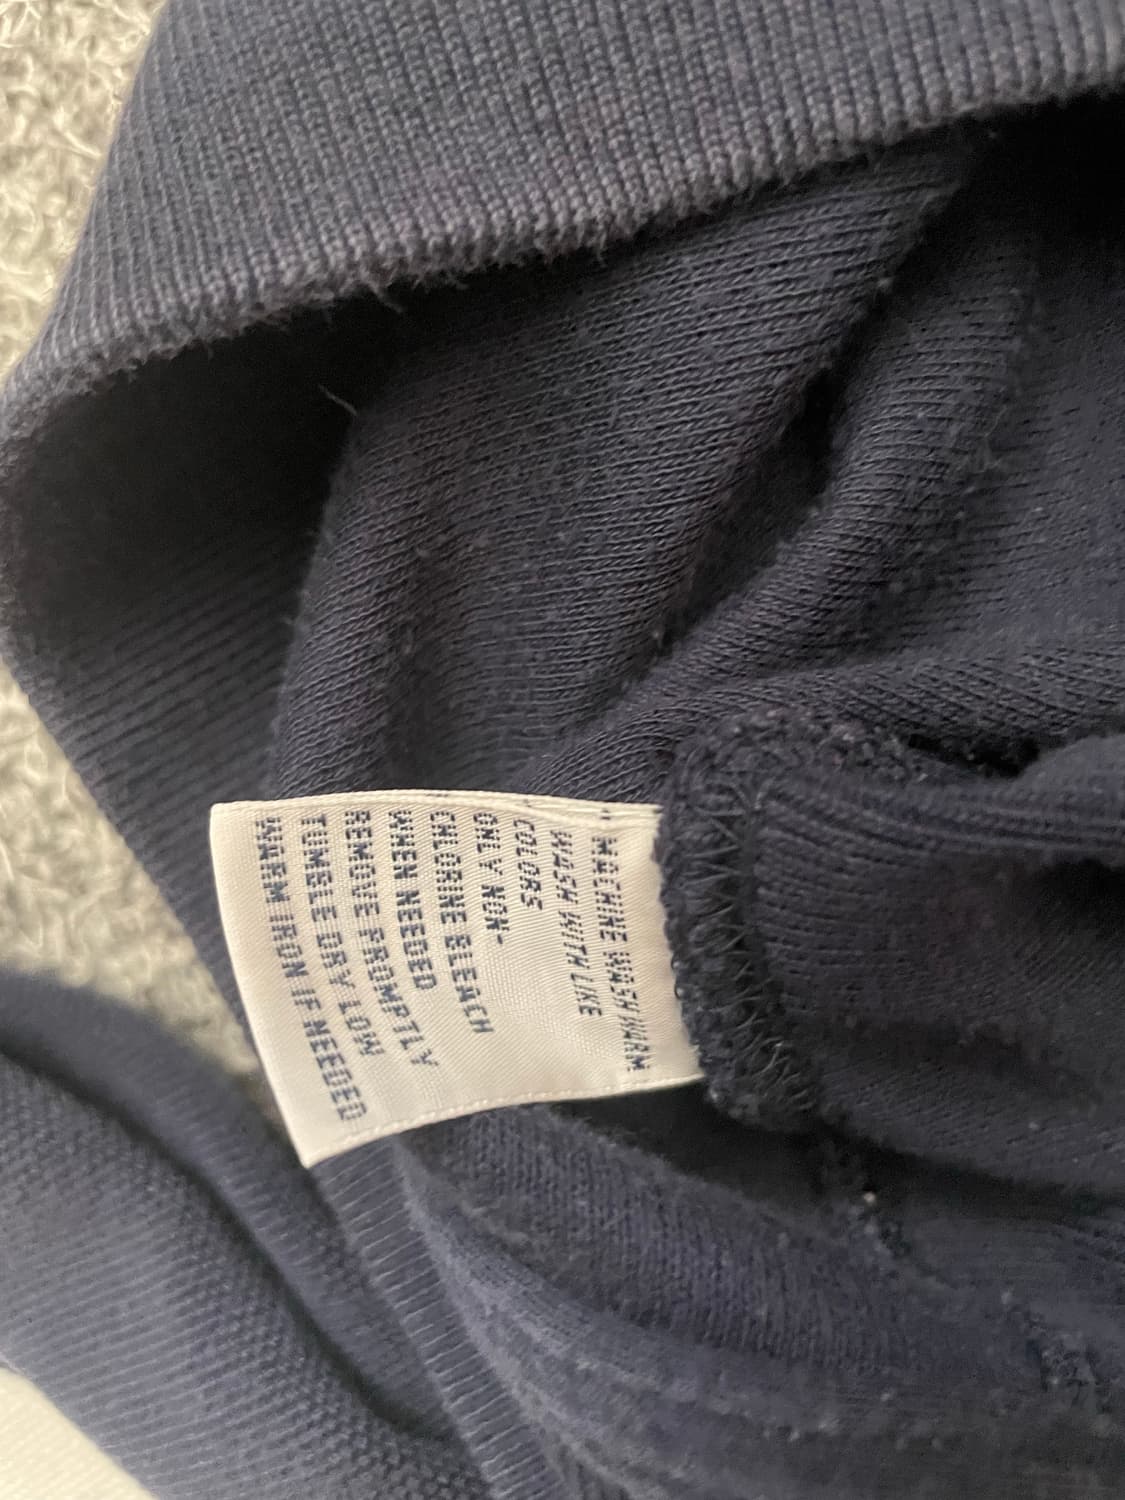 MACHINE WASH WARM
WASH WITH LIKE
COLORS
ONLY NON-
CHLORINE BLEACH
WHEN NEEDED
REMOVE PROMPTLY
TUMBLE DRY LOW
WARM IRON IF NEEDED